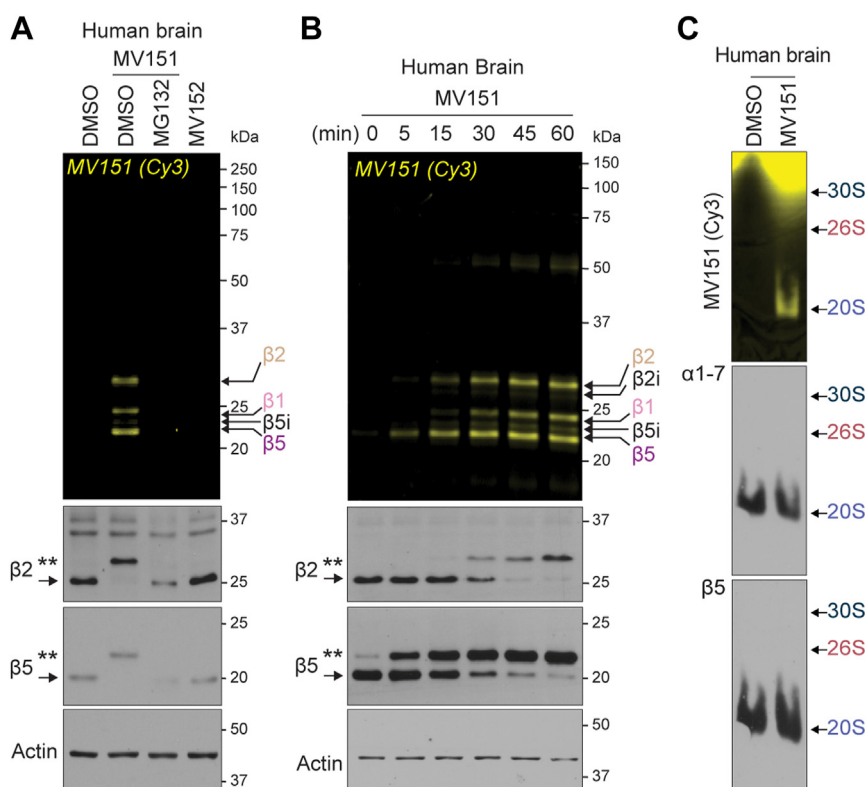 A
Human brain
MV151
DMSO
DMSO
MG132
MV152
kDa
MV151 (Cy3)
250
150
100
75
50
37
25
20
β2
β1
β5i
β5
β2
**
37
25
β5
**
25
20
Actin
50
37
B
Human Brain
MV151
(min) 0 5 15 30 45 60
kDa
MV151 (Cy3)
150
100
75
50
37
25
20
β2
β2i
β1
β5i
β5
β2
**
37
25
β5
**
25
20
Actin
50
37
C
Human brain
DMSO
MV151
MV151 (Cy3)
30S
26S
20S
α1-7
30S
26S
20S
β5
30S
26S
20S